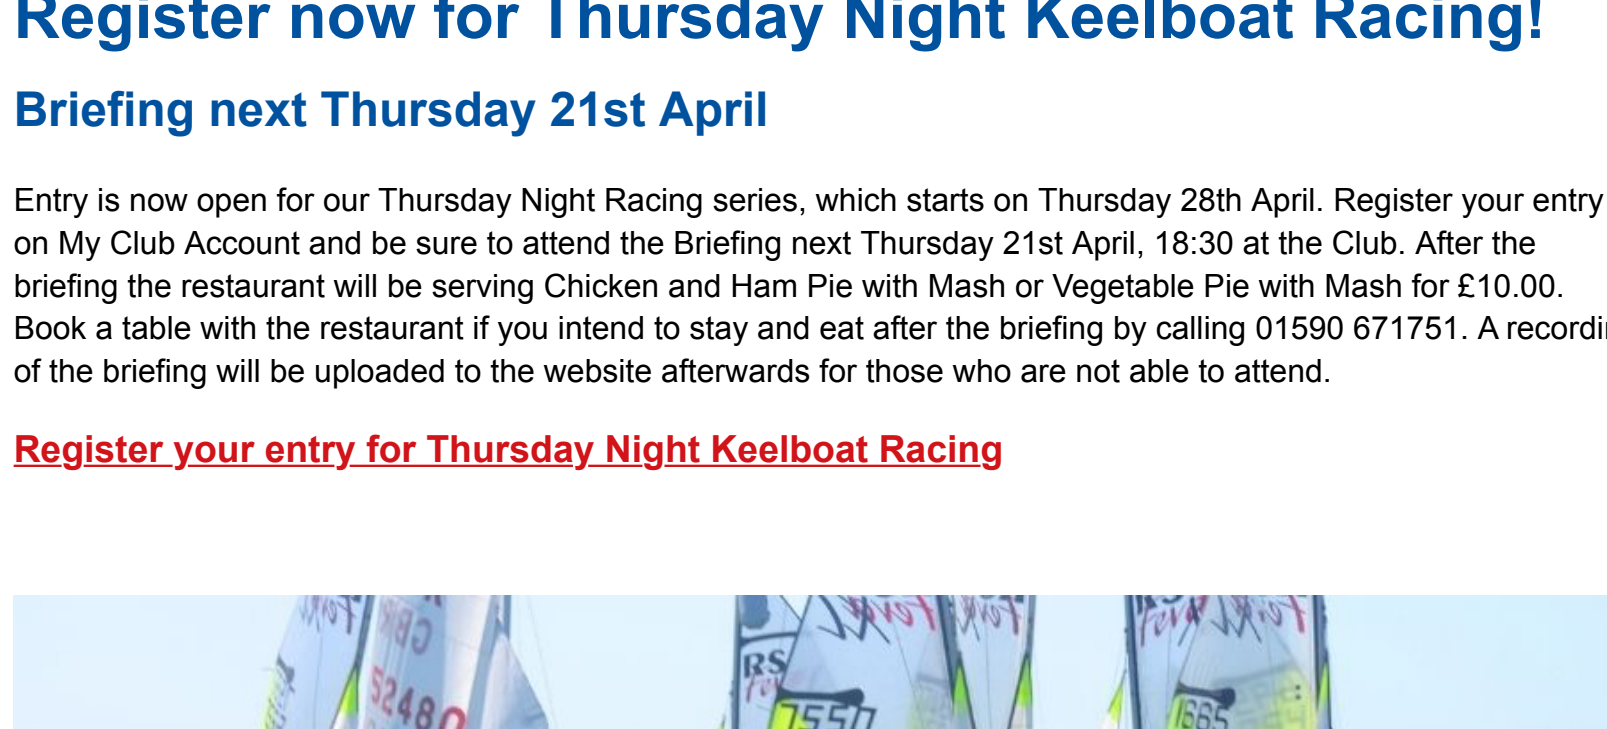 Register now for Thursday Night Keelboat Racing!
Briefing next Thursday 21st April
Entry is now open for our Thursday Night Racing series, which starts on Thursday 28th April. Register your entry
on My Club Account and be sure to attend the Briefing next Thursday 21st April, 18:30 at the Club. After the
briefing the restaurant will be serving Chicken and Ham Pie with Mash or Vegetable Pie with Mash for £10.00.
Book a table with the restaurant if you intend to stay and eat after the briefing by calling 01590 671751. A
of the briefing will be uploaded to the website afterwards for those who are not able to attend.
Register your entry for Thursday Night Keelboat Racing
RS
52480
7557
1665